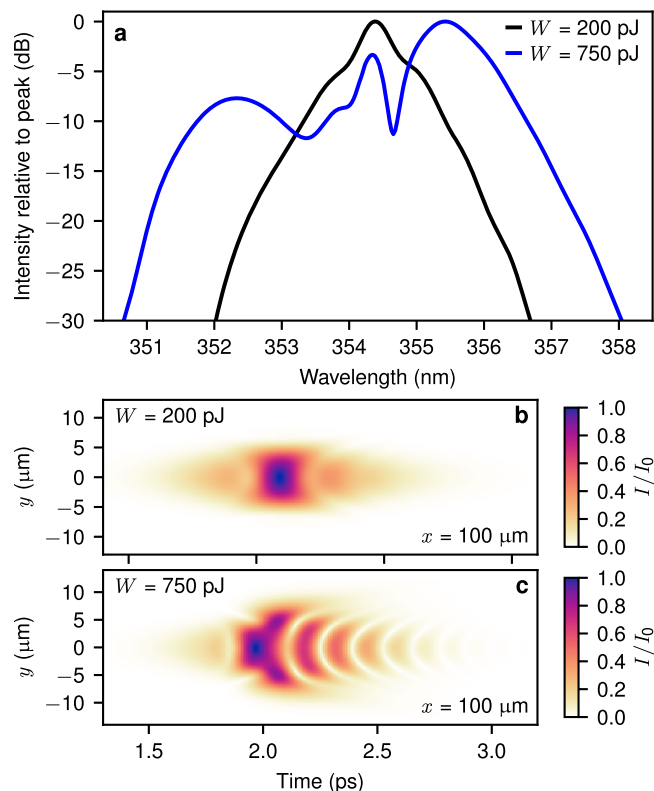 a
W = 200 pJ
W = 750 pJ
Intensity relative to peak (dB)
0
−5
−10
−15
−20
−25
−30
351 352 353 354 355 356 357 358
Wavelength (nm)
W = 200 pJ
b
y (μm)
10
5
0
−5
−10
x = 100 μm
1.0
0.8
0.6
0.4
0.2
0.0
I/I0
W = 750 pJ
c
y (μm)
10
5
0
−5
−10
x = 100 μm
1.0
0.8
0.6
0.4
0.2
0.0
I/I0
1.5 2.0 2.5 3.0
Time (ps)